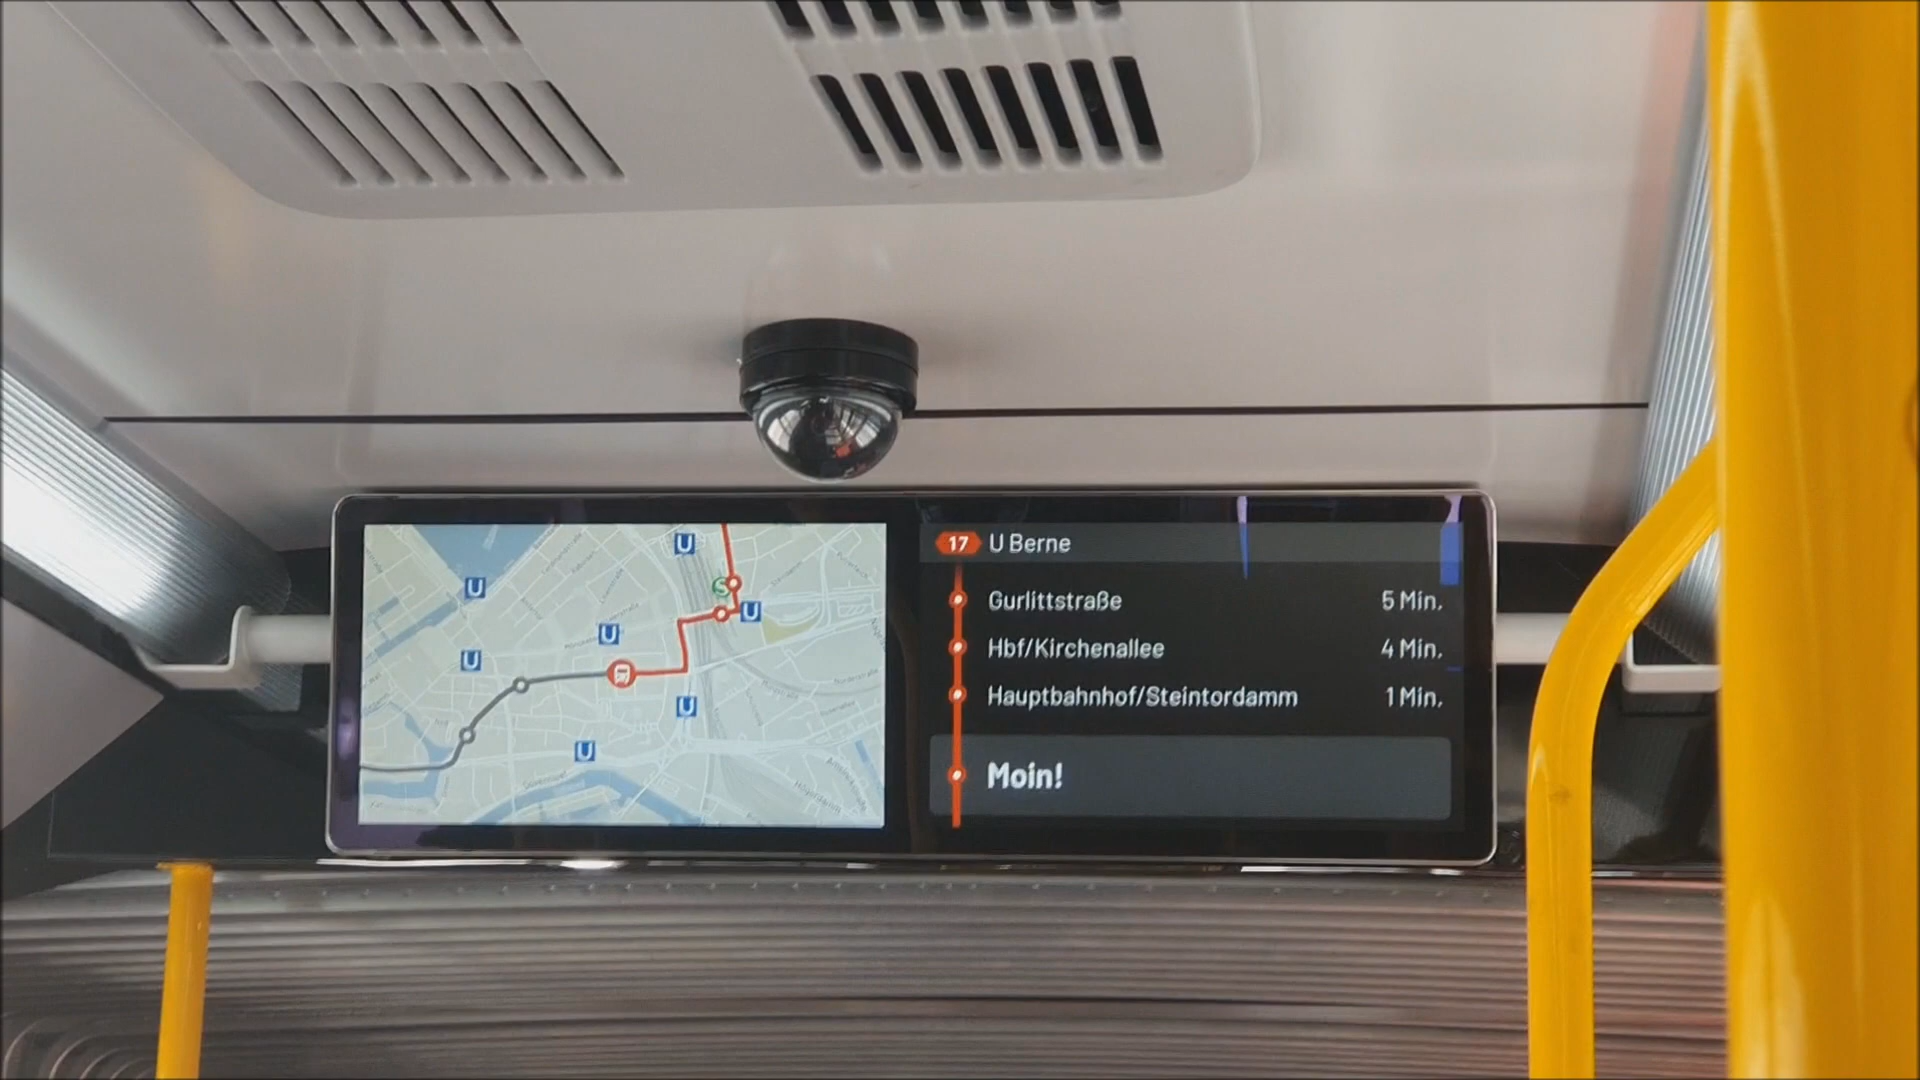 U
U
U
S
U
U
U
U
17 U Berne
Gurlittstraße 5 Min.
Hbf/Kirchenallee 4 Min.
Hauptbahnhof/Steintordamm 1 Min.
Moin!